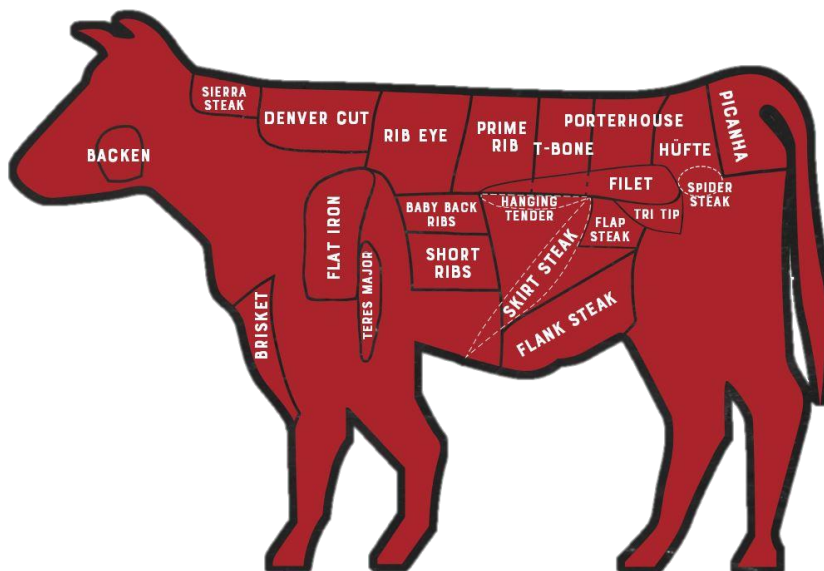 SIERRA
STEAK
DENVER CUT
RIB EYE
PRIME
RIB
T-BONE
PORTERHOUSE
HÜFTE
PICANHA
BACKEN
FILET
SPIDER
STEAK
HANGING
TENDER
TRI TIP
FLAP
STEAK
BABY BACK
RIBS
SHORT
RIBS
FLAT IRON
TERES MAJOR
SKIRT STEAK
FLANK STEAK
BRISKET